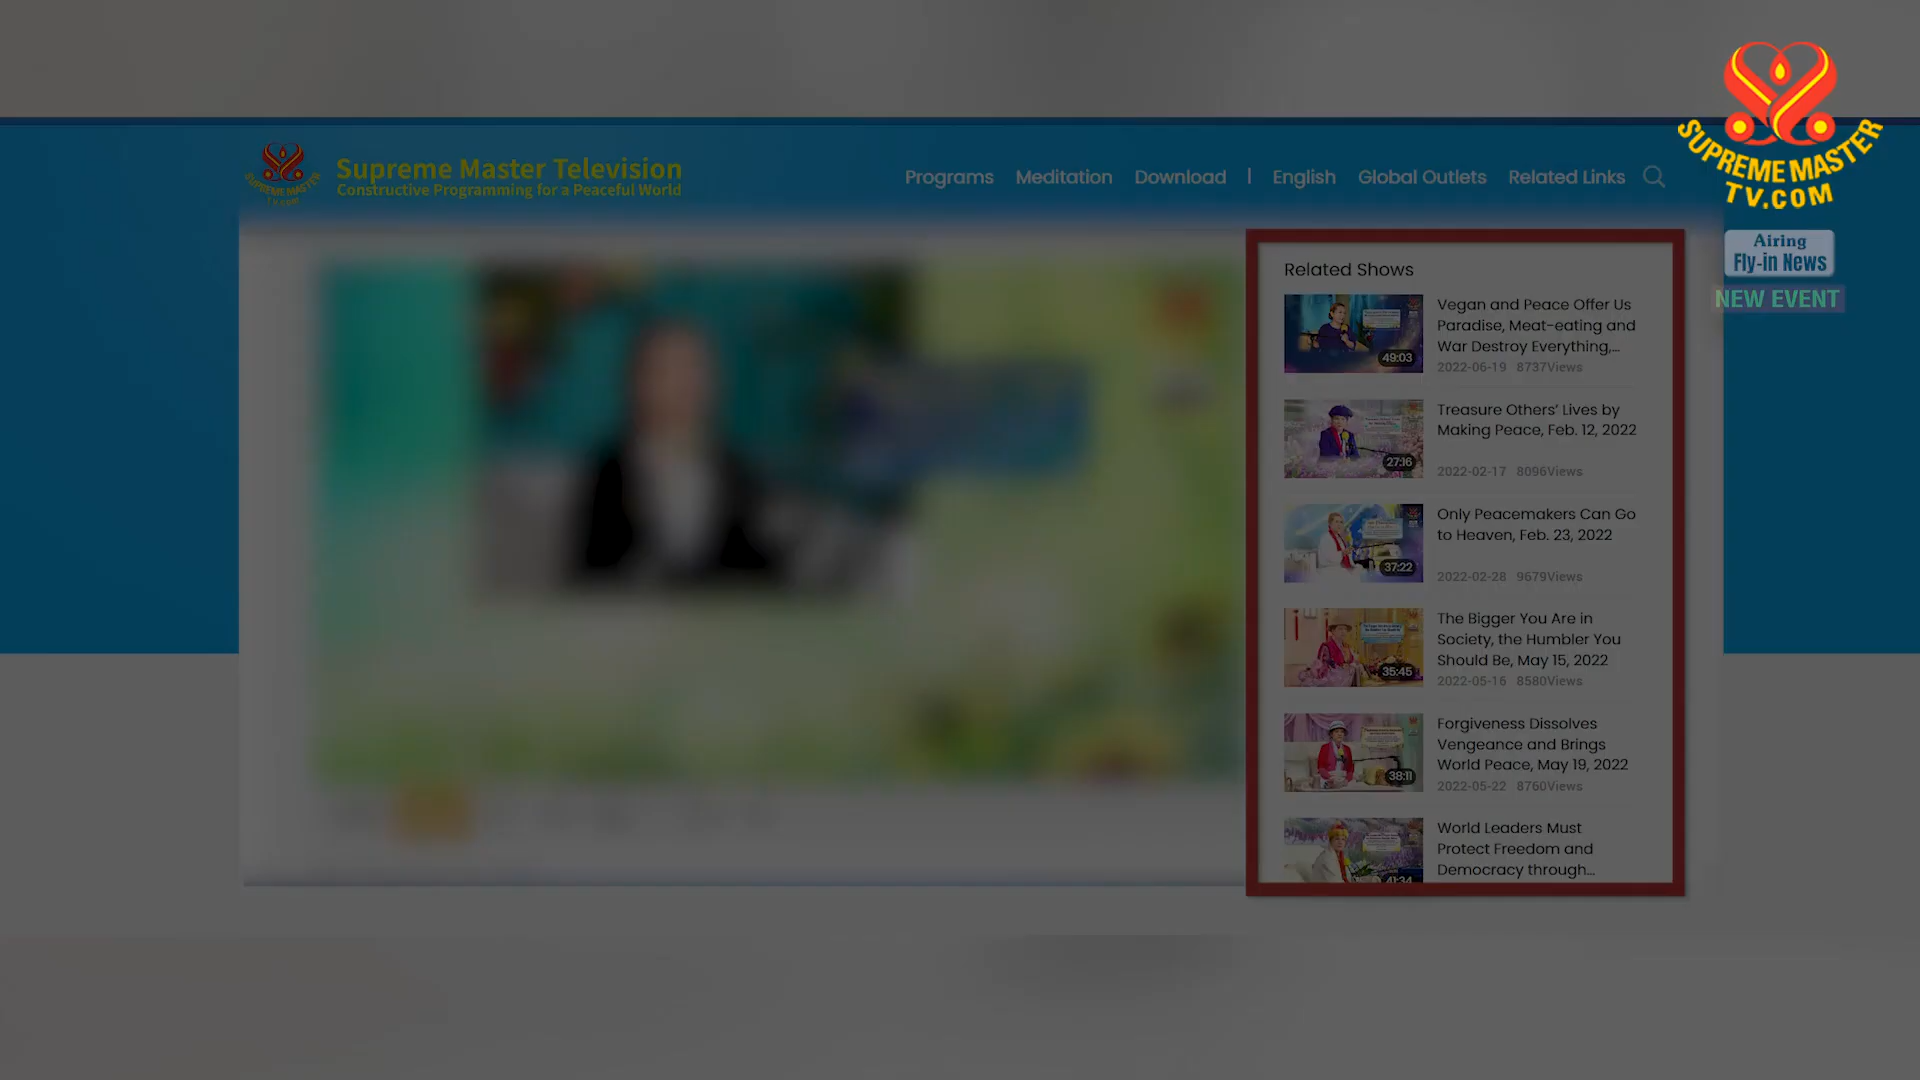 SUPREME MASTER
TV.COM
Airing
Fly-in News
NEW EVENT
SUPREME MASTER
TV.COM
Supreme Master Television
Constructive Programming for a Peaceful World
Programs Meditation Download | English Global Outlets Related Links
Related Shows
Vegan and Peace Offer Us
Paradise, Meat-eating and
War Destroy Everything,...
49:03
2022-06-19 8737Views
Treasure Others' Lives by
Making Peace, Feb. 12, 2022
27:16
2022-02-17 8096Views
Only Peacemakers Can Go
to Heaven, Feb. 23, 2022
37:22
2022-02-28 9679Views
The Bigger You Are in
Society, the Humbler You
Should Be, May 15, 2022
35:45
2022-05-16 8580Views
Forgiveness Dissolves
Vengeance and Brings
World Peace, May 19, 2022
38:11
2022-05-22 8760Views
World Leaders Must
Protect Freedom and
Democracy through...
41:34